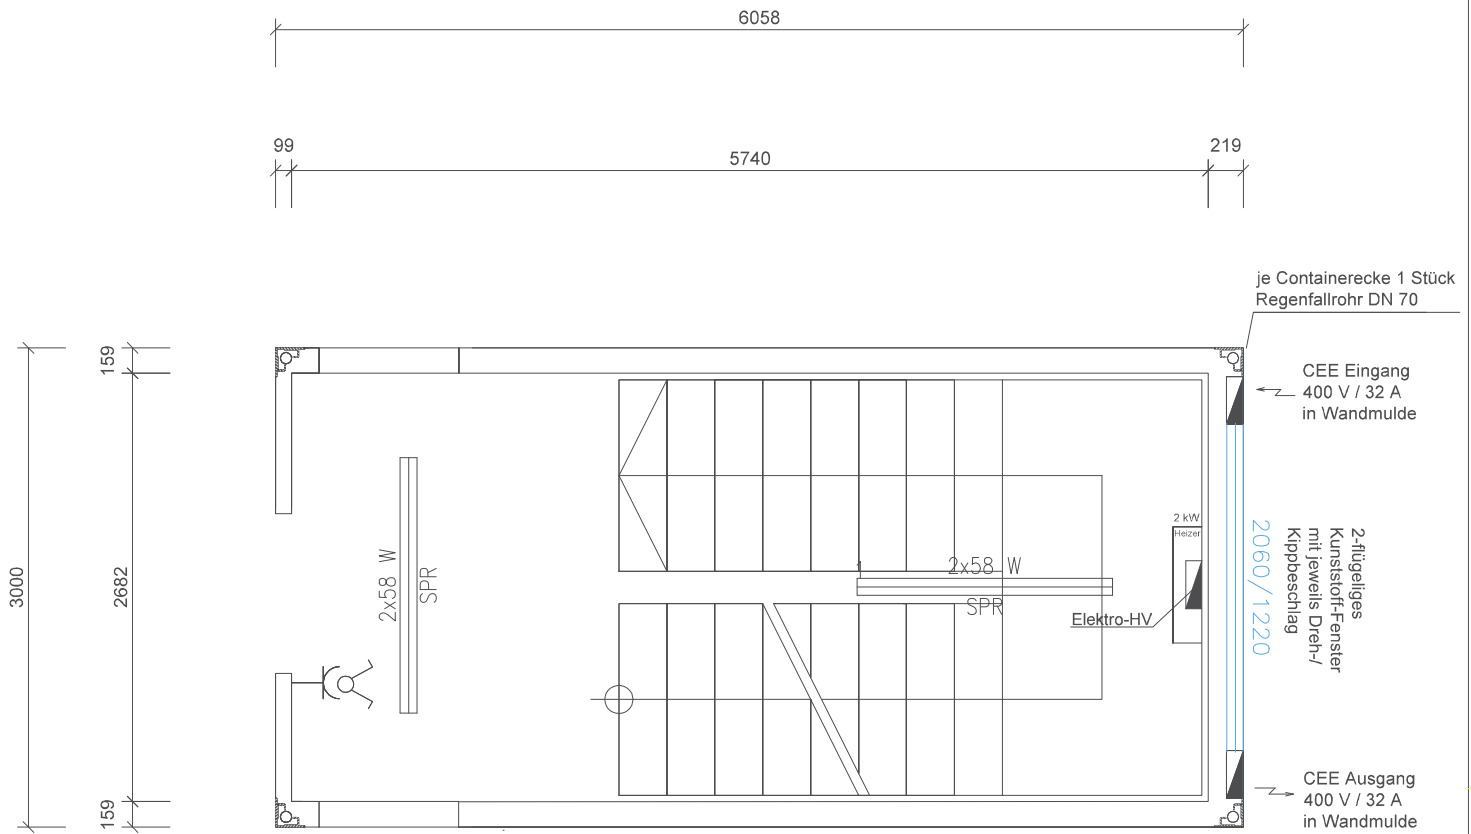 6058
99
5740
219
je Containerecke 1 Stück
Regenfallrohr DN 70
159
CEE Eingang
400 V / 32 A
in Wandmulde
3000
2682
2x58 W
SPR
2x58 W
SPR
1
2 kW
Heizer
Elektro-HV
2060/1220
2-flügeliges
Kunststoff-Fenster
mit jeweils Dreh-/
Kippbeschlag
159
CEE Ausgang
400 V / 32 A
in Wandmulde